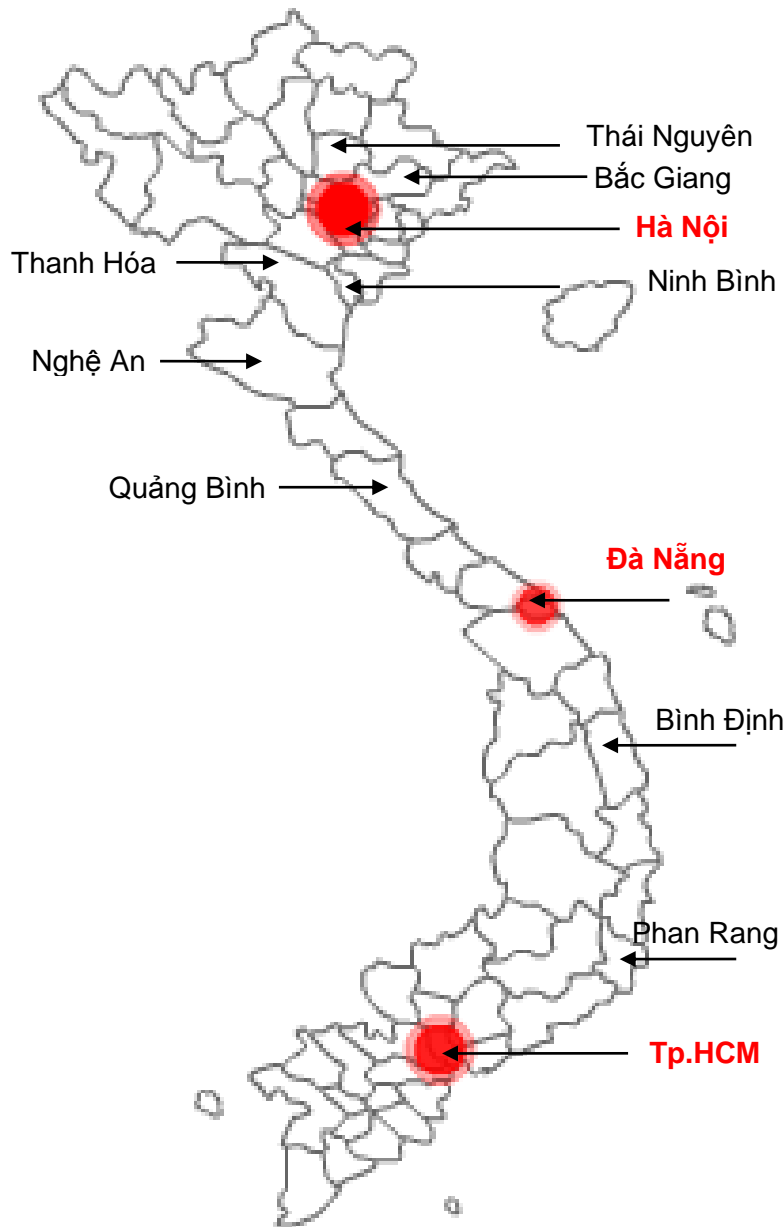 Thái Nguyên
Bắc Giang
Hà Nội
Thanh Hóa
Ninh Bình
Nghệ An
Quảng Bình
Đà Nẵng
Bình Định
Phan Rang
Tp.HCM